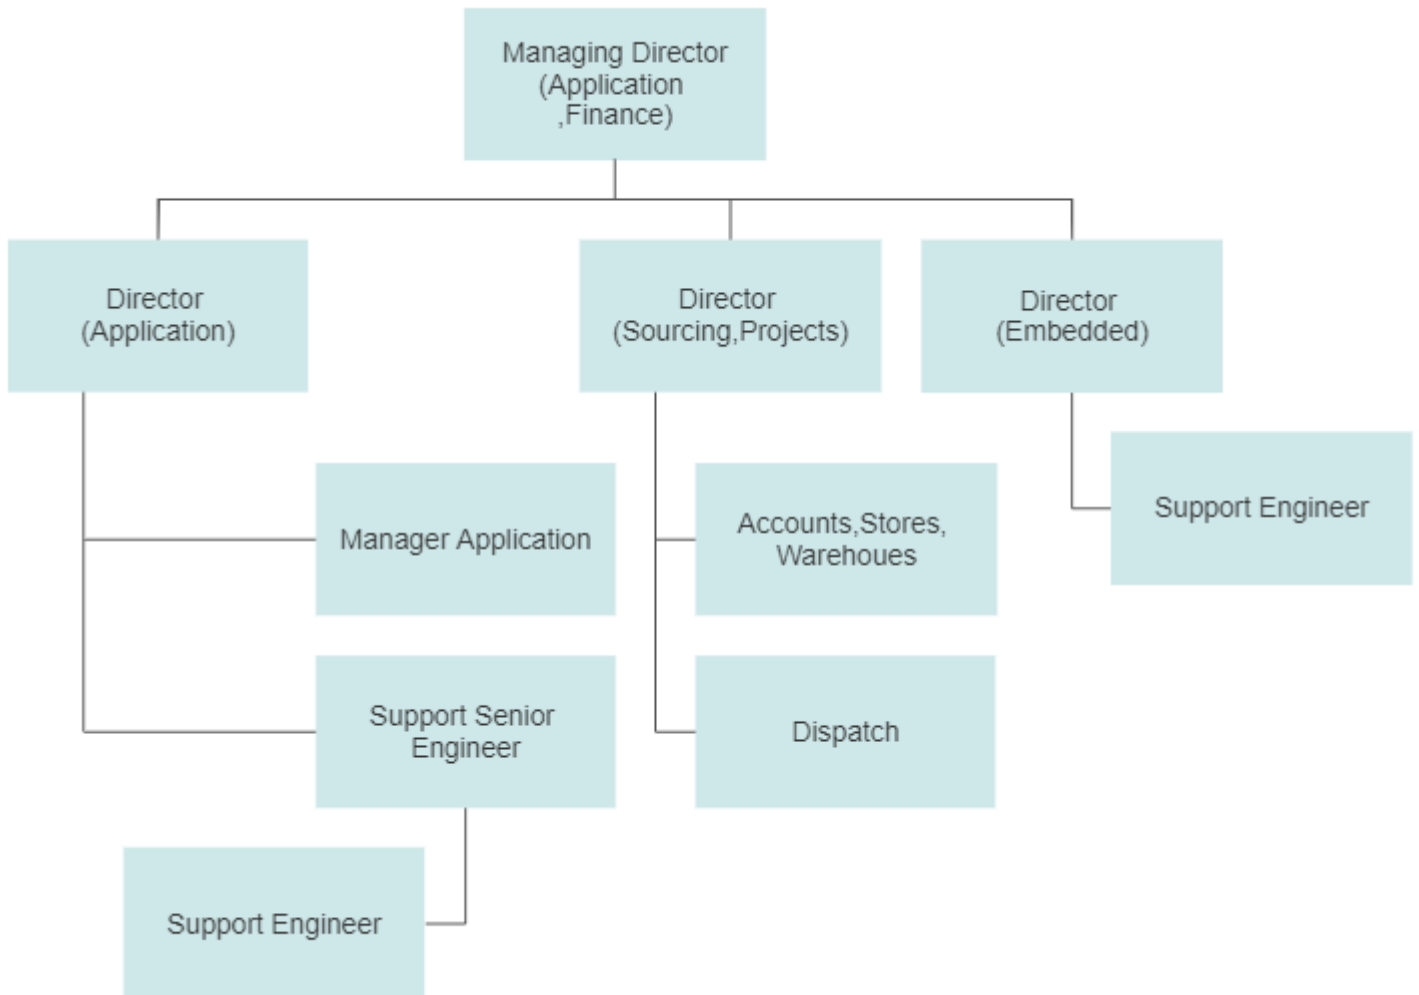 Managing Director
(Application
,Finance)
Director
(Application)
Director
(Sourcing,Projects)
Director
(Embedded)
Manager Application
Accounts,Stores,
Warehoues
Support Engineer
Support Senior
Engineer
Dispatch
Support Engineer